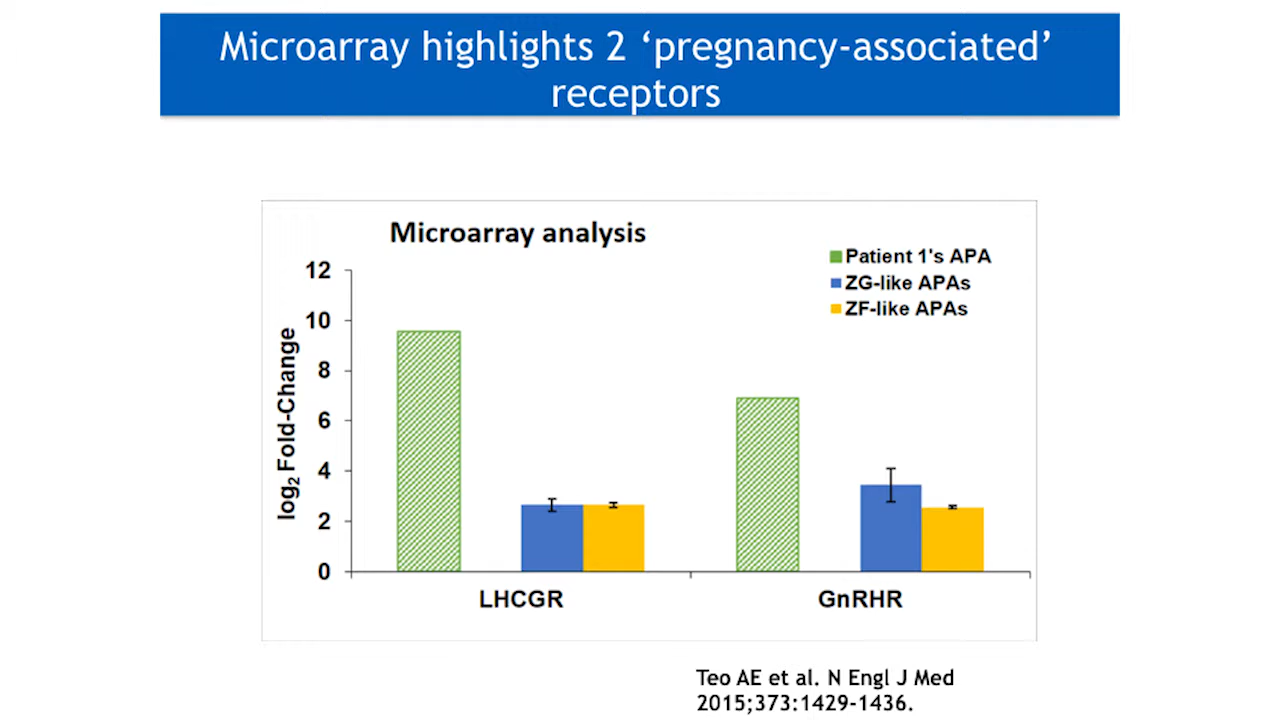 Microarray highlights 2 ‘pregnancy-associated’
receptors
Microarray analysis
Patient 1's APA
ZG-like APAs
ZF-like APAs
log2 Fold-Change
12
10
8
6
4
2
0
LHCGR
GnRHR
Teo AE et al. N Engl J Med
2015;373:1429-1436.